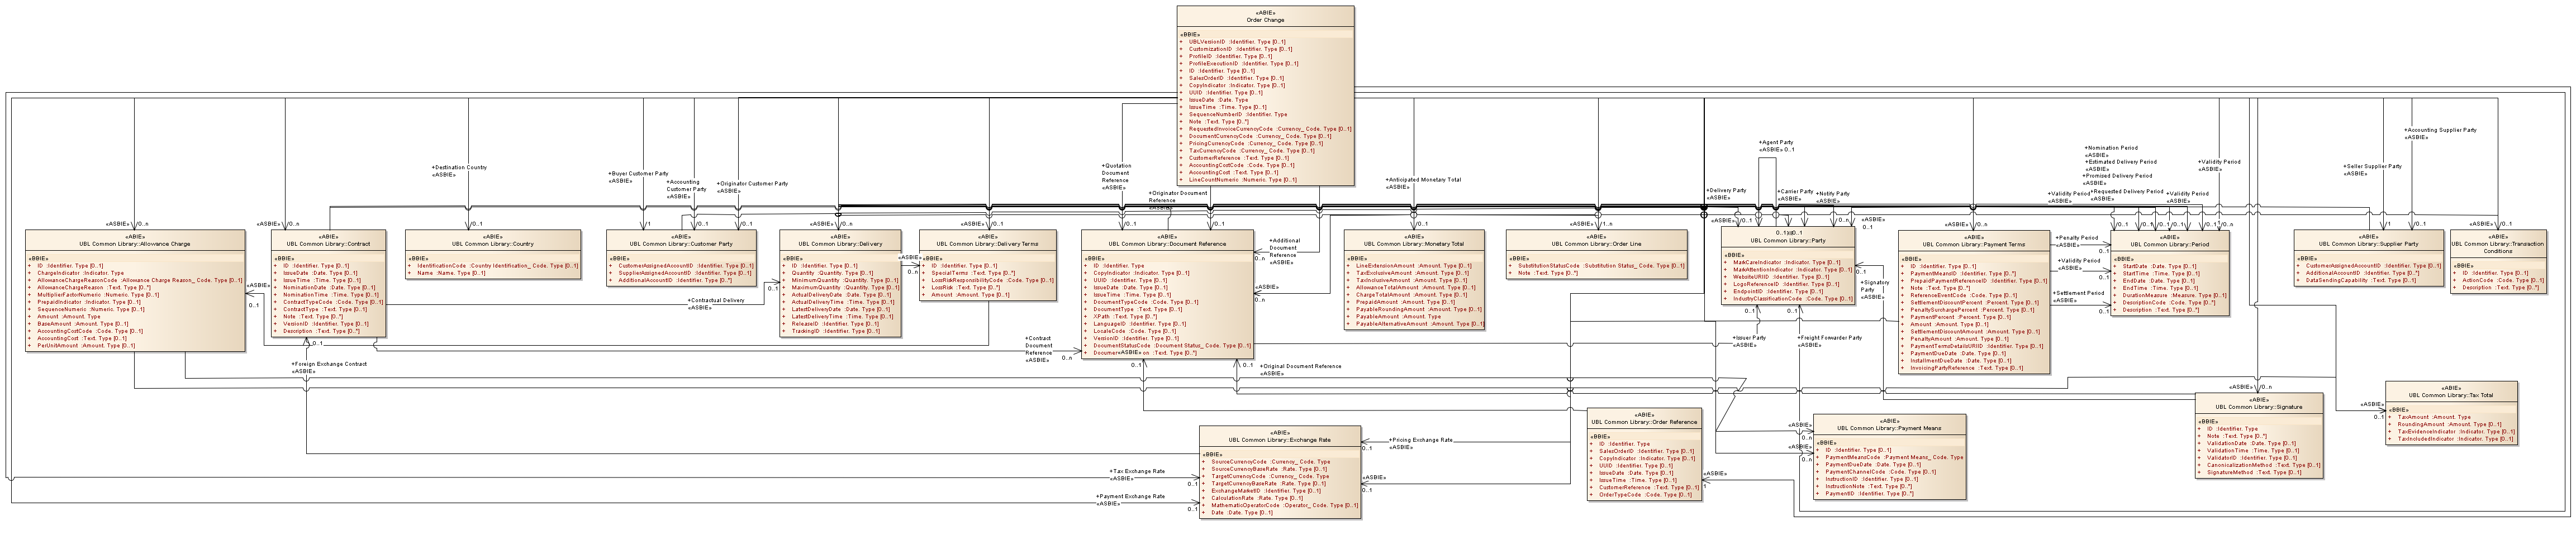 «ABIE»
Order Change
«BBIE»
+ UBLVersionID :Identifier. Type [0..1]
+ CustomizationID :Identifier. Type [0..1]
+ ProfileID :Identifier. Type [0..1]
+ ProfileExecutionID :Identifier. Type [0..1]
+ ID :Identifier. Type [0..1]
+ SalesOrderID :Identifier. Type [0..1]
+ CopyIndicator :Indicator. Type [0..1]
+ UUID :Identifier. Type [0..1]
+ IssueDate :Date. Type
+ IssueTime :Time. Type [0..1]
+ SequenceNumberID :Identifier. Type
+ Note :Text. Type [0..*]
+ RequestedInvoiceCurrencyCode :Currency_ Code. Type [0..1]
+ DocumentCurrencyCode :Currency_ Code. Type [0..1]
+ PricingCurrencyCode :Currency_ Code. Type [0..1]
+ TaxCurrencyCode :Currency_ Code. Type [0..1]
+ CustomerReference :Text. Type [0..1]
+ AccountingCostCode :Code. Type [0..1]
+ AccountingCost :Text. Type [0..1]
+ LineCountNumeric :Numeric. Type [0..1]
+Destination Country
«ASBIE»
+Buyer Customer Party
«ASBIE»
+Accounting
Customer Party
«ASBIE»
+Originator Customer Party
«ASBIE»
+Quotation
Document
Reference
«ASBIE»
+Originator Document
Reference
«ASBIE»
+Anticipated Monetary Total
«ASBIE»
+Agent Party
«ASBIE» 0..1
+Delivery Party
«ASBIE»
+Carrier Party
«ASBIE»
+Notify Party
«ASBIE»
+Nomination Period
«ASBIE»
+Estimated Delivery Period
«ASBIE»
+Promised Delivery Period
«ASBIE»
+Validity Period
«ASBIE»
+Requested Delivery Period
«ASBIE»
+Validity Period
«ASBIE»
+Validity Period
«ASBIE»
+Seller Supplier Party
«ASBIE»
+Accounting Supplier Party
«ASBIE»
«ABIE»
UBL Common Library::Allowance Charge
«BBIE»
+ ID :Identifier. Type [0..1]
+ ChargeIndicator :Indicator. Type
+ AllowanceChargeReasonCode :Allowance Charge Reason_ Code. Type [0..1]
+ AllowanceChargeReason :Text. Type [0..*]
+ MultiplierFactorNumeric :Numeric. Type [0..1]
+ PrepaidIndicator :Indicator. Type [0..1]
+ SequenceNumeric :Numeric. Type [0..1]
+ Amount :Amount. Type
+ BaseAmount :Amount. Type [0..1]
+ AccountingCostCode :Code. Type [0..1]
+ AccountingCost :Text. Type [0..1]
+ PerUnitAmount :Amount. Type [0..1]
«ABIE»
UBL Common Library::Contract
«BBIE»
+ ID :Identifier. Type [0..1]
+ IssueDate :Date. Type [0..1]
+ IssueTime :Time. Type [0..1]
+ NominationDate :Date. Type [0..1]
+ NominationTime :Time. Type [0..1]
+ ContractTypeCode :Code. Type [0..1]
+ ContractType :Text. Type [0..1]
+ Note :Text. Type [0..*]
+ VersionID :Identifier. Type [0..1]
+ Description :Text. Type [0..*]
«ABIE»
UBL Common Library::Country
«BBIE»
+ IdentificationCode :Country Identification_ Code. Type [0..1]
+ Name :Name. Type [0..1]
«ABIE»
UBL Common Library::Customer Party
«BBIE»
+ CustomerAssignedAccountID :Identifier. Type [0..1]
+ SupplierAssignedAccountID :Identifier. Type [0..1]
+ AdditionalAccountID :Identifier. Type [0..*]
+Contractual Delivery
«ASBIE»
«ABIE»
UBL Common Library::Delivery
«BBIE»
+ ID :Identifier. Type [0..1]
+ Quantity :Quantity. Type [0..1]
+ MinimumQuantity :Quantity. Type [0..1]
+ MaximumQuantity :Quantity. Type [0..1]
+ ActualDeliveryDate :Date. Type [0..1]
+ ActualDeliveryTime :Time. Type [0..1]
+ LatestDeliveryDate :Date. Type [0..1]
+ LatestDeliveryTime :Time. Type [0..1]
+ ReleaseID :Identifier. Type [0..1]
+ TrackingID :Identifier. Type [0..1]
«ABIE»
UBL Common Library::Delivery Terms
«BBIE»
+ ID :Identifier. Type [0..1]
+ SpecialTerms :Text. Type [0..*]
+ LossRiskResponsibilityCode :Code. Type [0..1]
+ LossRisk :Text. Type [0..*]
+ Amount :Amount. Type [0..1]
«ABIE»
UBL Common Library::Document Reference
«BBIE»
+ ID :Identifier. Type
+ CopyIndicator :Indicator. Type [0..1]
+ UUID :Identifier. Type [0..1]
+ IssueDate :Date. Type [0..1]
+ IssueTime :Time. Type [0..1]
+ DocumentTypeCode :Code. Type [0..1]
+ DocumentType :Text. Type [0..1]
+ XPath :Text. Type [0..*]
+ LanguageID :Identifier. Type [0..1]
+ LocaleCode :Code. Type [0..1]
+ VersionID :Identifier. Type [0..1]
+ DocumentStatusCode :Document Status_ Code. Type [0..1]
+ Document «ASBIE» on :Text. Type [0..*]
+Additional
Document
Reference
«ASBIE»
«ABIE»
UBL Common Library::Monetary Total
«BBIE»
+ LineExtensionAmount :Amount. Type [0..1]
+ TaxExclusiveAmount :Amount. Type [0..1]
+ TaxInclusiveAmount :Amount. Type [0..1]
+ AllowanceTotalAmount :Amount. Type [0..1]
+ ChargeTotalAmount :Amount. Type [0..1]
+ PrepaidAmount :Amount. Type [0..1]
+ PayableRoundingAmount :Amount. Type [0..1]
+ PayableAmount :Amount. Type
+ PayableAlternativeAmount :Amount. Type [0..1]
«ABIE»
UBL Common Library::Order Line
«BBIE»
+ SubstitutionStatusCode :Substitution Status_ Code. Type [0..1]
+ Note :Text. Type [0..*]
«ABIE»
UBL Common Library::Party
«BBIE»
+ MarkCareIndicator :Indicator. Type [0..1]
+ MarkAttentionIndicator :Indicator. Type [0..1]
+ WebsiteURIID :Identifier. Type [0..1]
+ LogoReferenceID :Identifier. Type [0..1]
+ EndpointID :Identifier. Type [0..1]
+ IndustryClassificationCode :Code. Type [0..1]
+Signatory
Party
«ASBIE»
«ABIE»
UBL Common Library::Payment Terms
«BBIE»
+ ID :Identifier. Type [0..1]
+ PaymentMeansID :Identifier. Type [0..*]
+ PrepaidPaymentReferenceID :Identifier. Type [0..1]
+ Note :Text. Type [0..*]
+ ReferenceEventCode :Code. Type [0..1]
+ SettlementDiscountPercent :Percent. Type [0..1]
+ PenaltySurchargePercent :Percent. Type [0..1]
+ PaymentPercent :Percent. Type [0..1]
+ Amount :Amount. Type [0..1]
+ SettlementDiscountAmount :Amount. Type [0..1]
+ PenaltyAmount :Amount. Type [0..1]
+ PaymentTermsDetailsURIID :Identifier. Type [0..1]
+ PaymentDueDate :Date. Type [0..1]
+ InstallmentDueDate :Date. Type [0..1]
+ InvoicingPartyReference :Text. Type [0..1]
+Penalty Period
«ASBIE»
+Validity Period
«ASBIE»
+Settlement Period
«ASBIE»
«ABIE»
UBL Common Library::Period
«BBIE»
+ StartDate :Date. Type [0..1]
+ StartTime :Time. Type [0..1]
+ EndDate :Date. Type [0..1]
+ EndTime :Time. Type [0..1]
+ DurationMeasure :Measure. Type [0..1]
+ DescriptionCode :Code. Type [0..*]
+ Description :Text. Type [0..*]
«ABIE»
UBL Common Library::Supplier Party
«BBIE»
+ CustomerAssignedAccountID :Identifier. Type [0..1]
+ AdditionalAccountID :Identifier. Type [0..*]
+ DataSendingCapability :Text. Type [0..1]
«ABIE»
UBL Common Library::Transaction
Conditions
«BBIE»
+ ID :Identifier. Type [0..1]
+ ActionCode :Code. Type [0..1]
+ Description :Text. Type [0..*]
+Foreign Exchange Contract
«ASBIE»
+Contract
Document
Reference
«ASBIE»
+Original Document Reference
«ASBIE»
+Issuer Party
«ASBIE»
+Freight Forwarder Party
«ASBIE»
+Tax Exchange Rate
«ASBIE»
+Payment Exchange Rate
«ASBIE»
«ABIE»
UBL Common Library::Exchange Rate
«BBIE»
+ SourceCurrencyCode :Currency_ Code. Type
+ SourceCurrencyBaseRate :Rate. Type [0..1]
+ TargetCurrencyCode :Currency_ Code. Type
+ TargetCurrencyBaseRate :Rate. Type [0..1]
+ ExchangeMarketID :Identifier. Type [0..1]
+ CalculationRate :Rate. Type [0..1]
+ MathematicOperatorCode :Operator_ Code. Type [0..1]
+ Date :Date. Type [0..1]
+Pricing Exchange Rate
«ASBIE»
«ABIE»
UBL Common Library::Order Reference
«BBIE»
+ ID :Identifier. Type
+ SalesOrderID :Identifier. Type [0..1]
+ CopyIndicator :Indicator. Type [0..1]
+ UUID :Identifier. Type [0..1]
+ IssueDate :Date. Type [0..1]
+ IssueTime :Time. Type [0..1]
+ CustomerReference :Text. Type [0..1]
+ OrderTypeCode :Code. Type [0..1]
«ABIE»
UBL Common Library::Payment Means
«BBIE»
+ ID :Identifier. Type [0..1]
+ PaymentMeansCode :Payment Means_ Code. Type
+ PaymentDueDate :Date. Type [0..1]
+ PaymentChannelCode :Code. Type [0..1]
+ InstructionID :Identifier. Type [0..1]
+ InstructionNote :Text. Type [0..*]
+ PaymentID :Identifier. Type [0..*]
«ABIE»
UBL Common Library::Signature
«BBIE»
+ ID :Identifier. Type
+ Note :Text. Type [0..*]
+ ValidationDate :Date. Type [0..1]
+ ValidationTime :Time. Type [0..1]
+ ValidatorID :Identifier. Type [0..1]
+ CanonicalizationMethod :Text. Type [0..1]
+ SignatureMethod :Text. Type [0..1]
«ABIE»
UBL Common Library::Tax Total
«BBIE»
+ TaxAmount :Amount. Type
+ RoundingAmount :Amount. Type [0..1]
+ TaxEvidenceIndicator :Indicator. Type [0..1]
+ TaxIncludedIndicator :Indicator. Type [0..1]